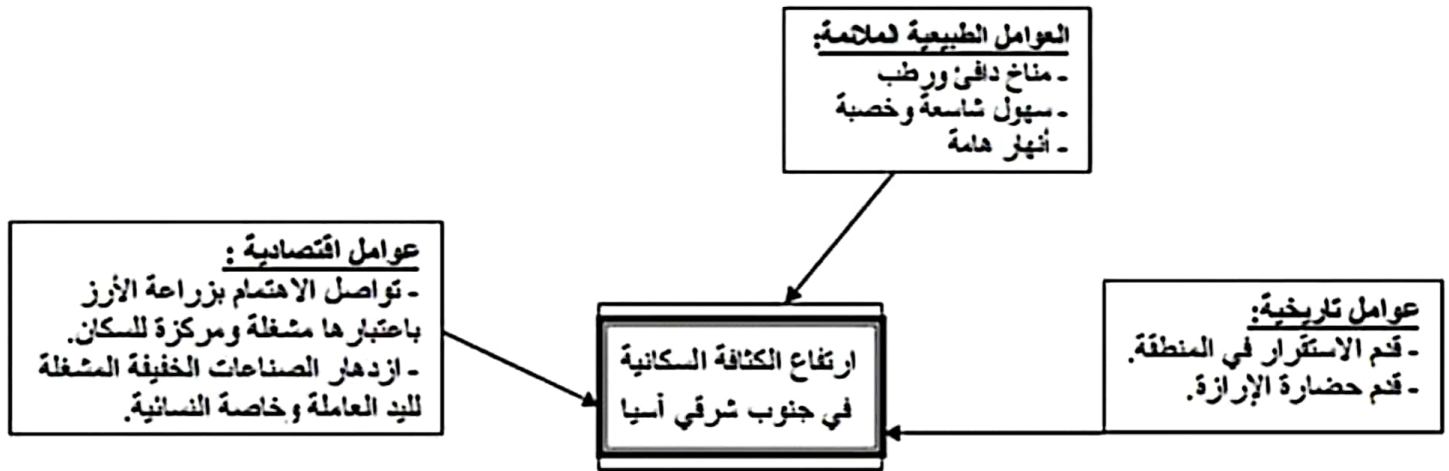 العوامل الطبيعية الملائمة:
- مناخ دافئ ورطب
- سهول شاسعة وخصبة
- أنهار هامة
عوامل تاريخية:
- قدم الاستقرار في المنطقة.
- قدم حضارة الإرازة.
عوامل اقتصادية :
- تواصل الاهتمام بزراعة الأرز
باعتبارها مشغلة ومركزة للسكان.
- ازدهار الصناعات الخفيفة المشغلة
لليد العاملة وخاصة النسائية.
ارتفاع الكثافة السكانية
في جنوب شرقي آسيا